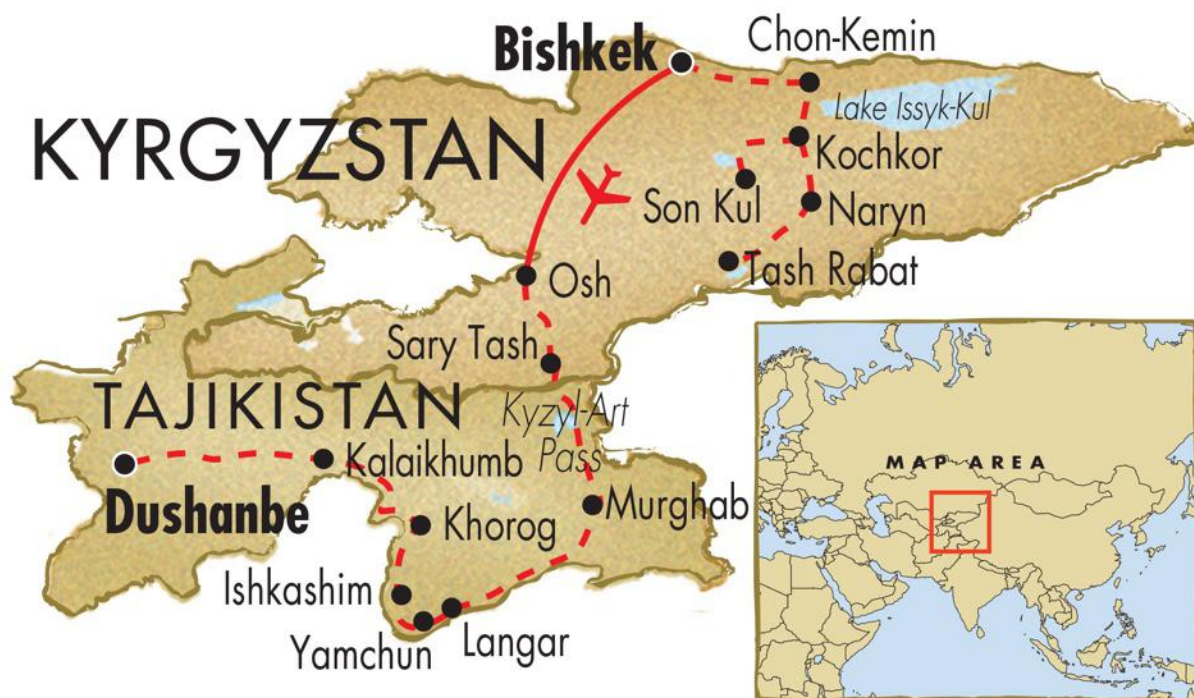 Bishkek
Chon-Kemin
Lake Issyk-Kul
KYRGYZSTAN
Kochkor
Son Kul
Naryn
Tash Rabat
Osh
Sary Tash
TAJIKISTAN
Kyzyl-Art
Pass
Kalaikhumb
Dushanbe
Khorog
Murghab
Ishkashim
Yamchun
Langar
MAP AREA